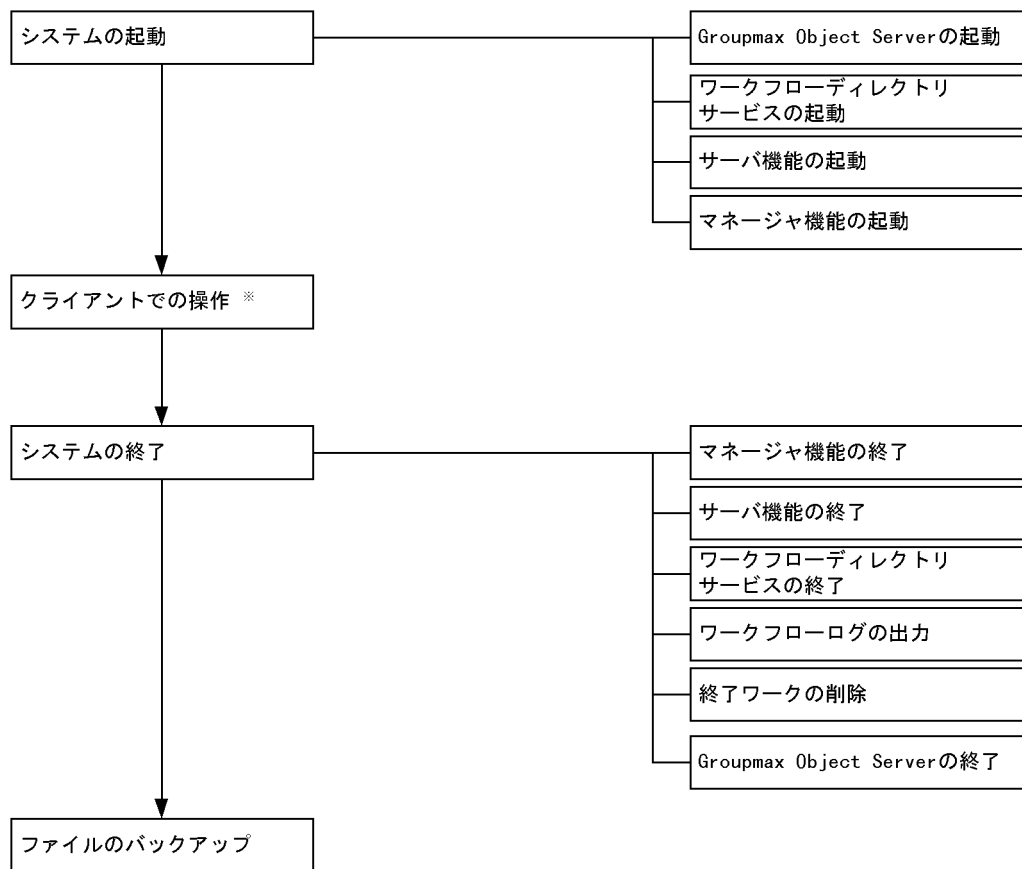 システムの起動
Groupmax Object Serverの起動
ワークフローディレクトリ
サービスの起動
サーバ機能の起動
マネージャ機能の起動
クライアントでの操作 ※
システムの終了
マネージャ機能の終了
サーバ機能の終了
ワークフローディレクトリ
サービスの終了
ワークフローログの出力
終了ワークの削除
Groupmax Object Serverの終了
ファイルのバックアップ